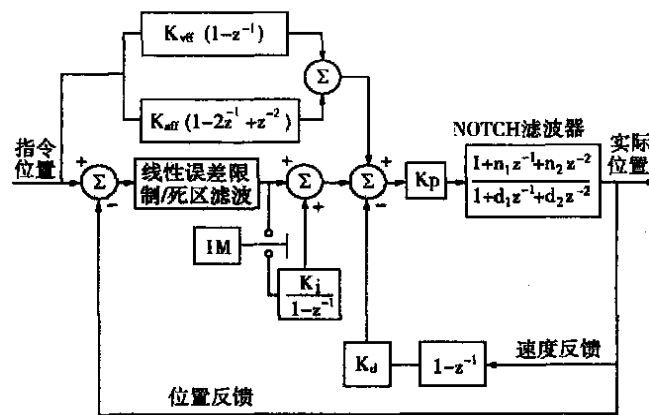 Kvff (1-z⁻¹)
Σ
Kaff (1-2z⁻¹+z⁻²)
NOTCH滤波器
指令
位置
实际
位置
+
Σ
-
线性误差限
制/死区滤波
+
Σ
+
+
Σ
-
Kp
1+n₁z⁻¹+n₂z⁻²
1+d₁z⁻¹+d₂z⁻²
IM
Ki
1-z⁻¹
Kd
1-z⁻¹
速度反馈
位置反馈